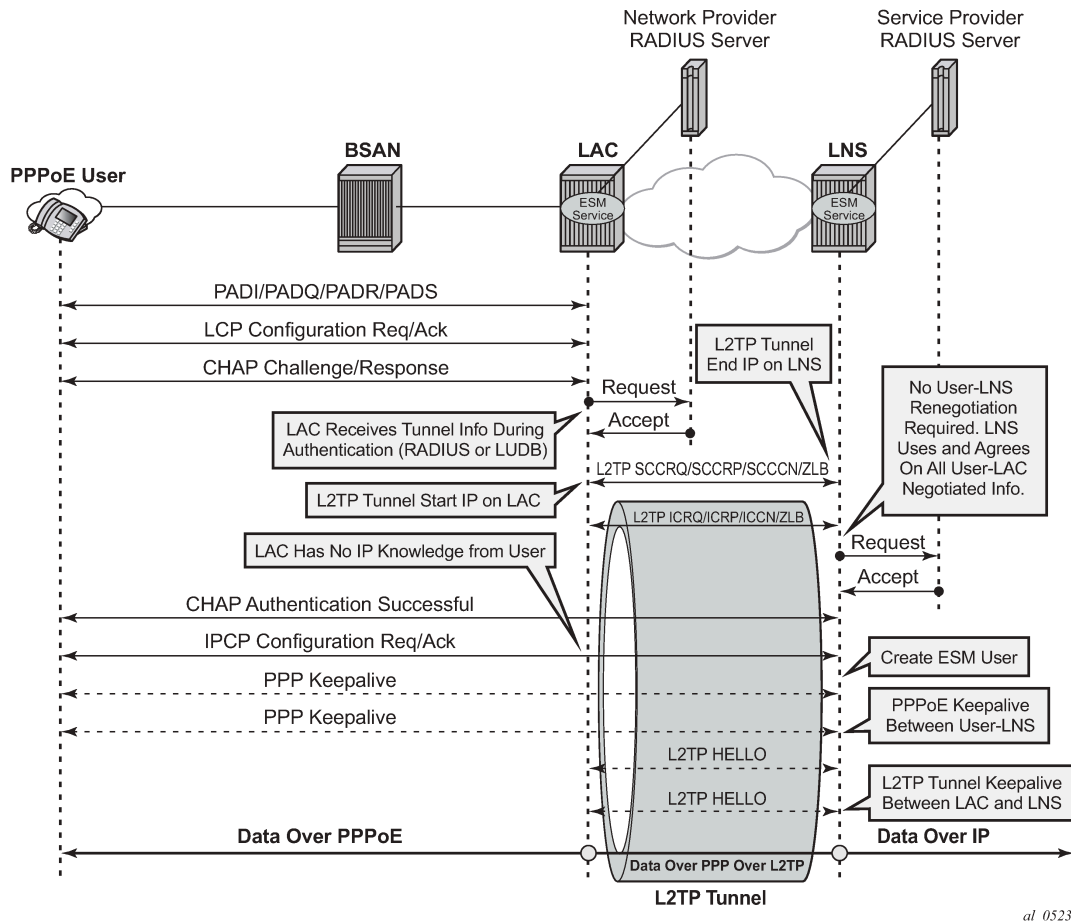 Network Provider
RADIUS Server
Service Provider
RADIUS Server
BSAN
LAC
LNS
PPPoE User
ESM
Service
ESM
Service
PADI/PADQ/PADR/PADS
LCP Configuration Req/Ack
L2TP Tunnel
End IP on LNS
CHAP Challenge/Response
Request
No User-LNS
Renegotiation
Required. LNS
Uses and Agrees
On All User-LAC
Negotiated Info.
Accept
LAC Receives Tunnel Info During
Authentication (RADIUS or LUDB)
L2TP SCCRQ/SCCRP/SCCCN/ZLB
L2TP Tunnel Start IP on LAC
L2TP ICRQ/ICRP/ICCN/ZLB
LAC Has No IP Knowledge from User
Request
Accept
CHAP Authentication Successful
IPCP Configuration Req/Ack
Create ESM User
PPP Keepalive
PPP Keepalive
PPPoE Keepalive
Between User-LNS
L2TP HELLO
L2TP HELLO
L2TP Tunnel Keepalive
Between LAC and LNS
Data Over PPPoE
Data Over IP
Data Over PPP Over L2TP
L2TP Tunnel
al_0523